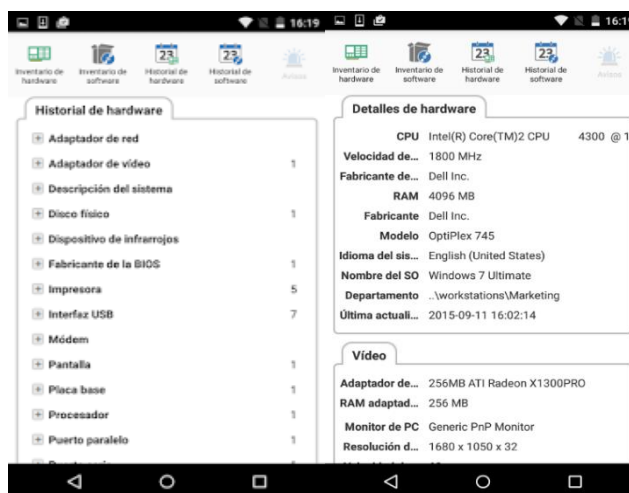 16:19
Inventario de hardware
Inventario de software
Historial de hardware
Historial de software
Avisos
Historial de hardware
Adaptador de red
Adaptador de vídeo 1
Descripción del sistema
Disco físico 1
Dispositivo de infrarrojos
Fabricante de la BIOS 1
Impresora 5
Interfaz USB 7
Módem
Pantalla 1
Placa base 1
Procesador 1
Puerto paralelo 1
16:19
Inventario de hardware
Inventario de software
Historial de hardware
Historial de software
Avisos
Detalles de hardware
CPU Intel(R) Core(TM)2 CPU 4300 @ 1
Velocidad de... 1800 MHz
Fabricante de... Dell Inc.
RAM 4096 MB
Fabricante Dell Inc.
Modelo OptiPlex 745
Idioma del sis... English (United States)
Nombre del SO Windows 7 Ultimate
Departamento ..\workstations\Marketing
Última actuali... 2015-09-11 16:02:14
Vídeo
Adaptador de... 256MB ATI Radeon X1300PRO
RAM adaptad... 256 MB
Monitor de PC Generic PnP Monitor
Resolución d... 1680 x 1050 x 32